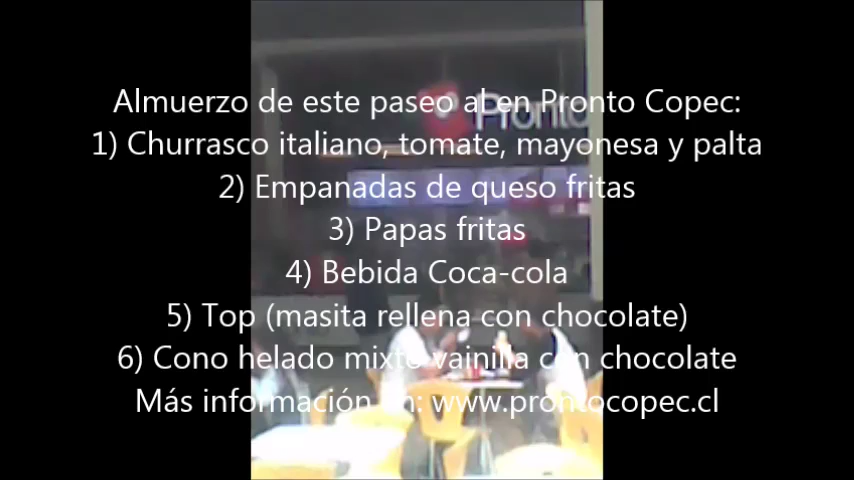 Almuerzo de este paseo al en Pronto Copec:
1) Churrasco italiano, tomate, mayonesa y palta
2) Empanadas de queso fritas
3) Papas fritas
4) Bebida Coca-cola
5) Top (masita rellena con chocolate)
6) Cono helado mixto vainilla con chocolate
Más información en: www.prontocopec.cl
Pronto